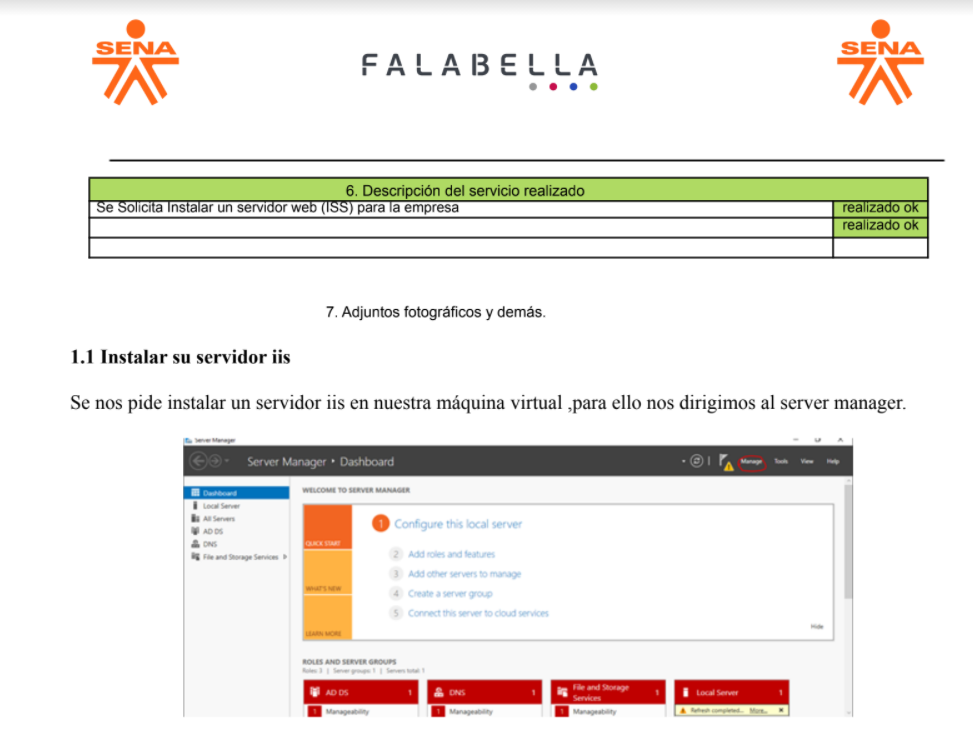 SENA
FALABELLA
SENA
6. Descripción del servicio realizado
Se Solicita Instalar un servidor web (ISS) para la empresa
realizado ok
realizado ok
7. Adjuntos fotográficos y demás.
1.1 Instalar su servidor iis
Se nos pide instalar un servidor iis en nuestra máquina virtual ,para ello nos dirigimos al server manager.
Server Manager
Server Manager • Dashboard
Manage Tools View Help
Dashboard
Local Server
All Servers
AD DS
DNS
File and Storage Services
WELCOME TO SERVER MANAGER
QUICK START
WHAT'S NEW
LEARN MORE
1 Configure this local server
2 Add roles and features
3 Add other servers to manage
4 Create a server group
5 Connect this server to cloud services
Hide
ROLES AND SERVER GROUPS
Roles 3 | Server groups 1 | Servers total 1
AD DS 1
1 Manageability
DNS 1
1 Manageability
File and Storage Services 1
1 Manageability
Local Server 1
Refresh completed... More...